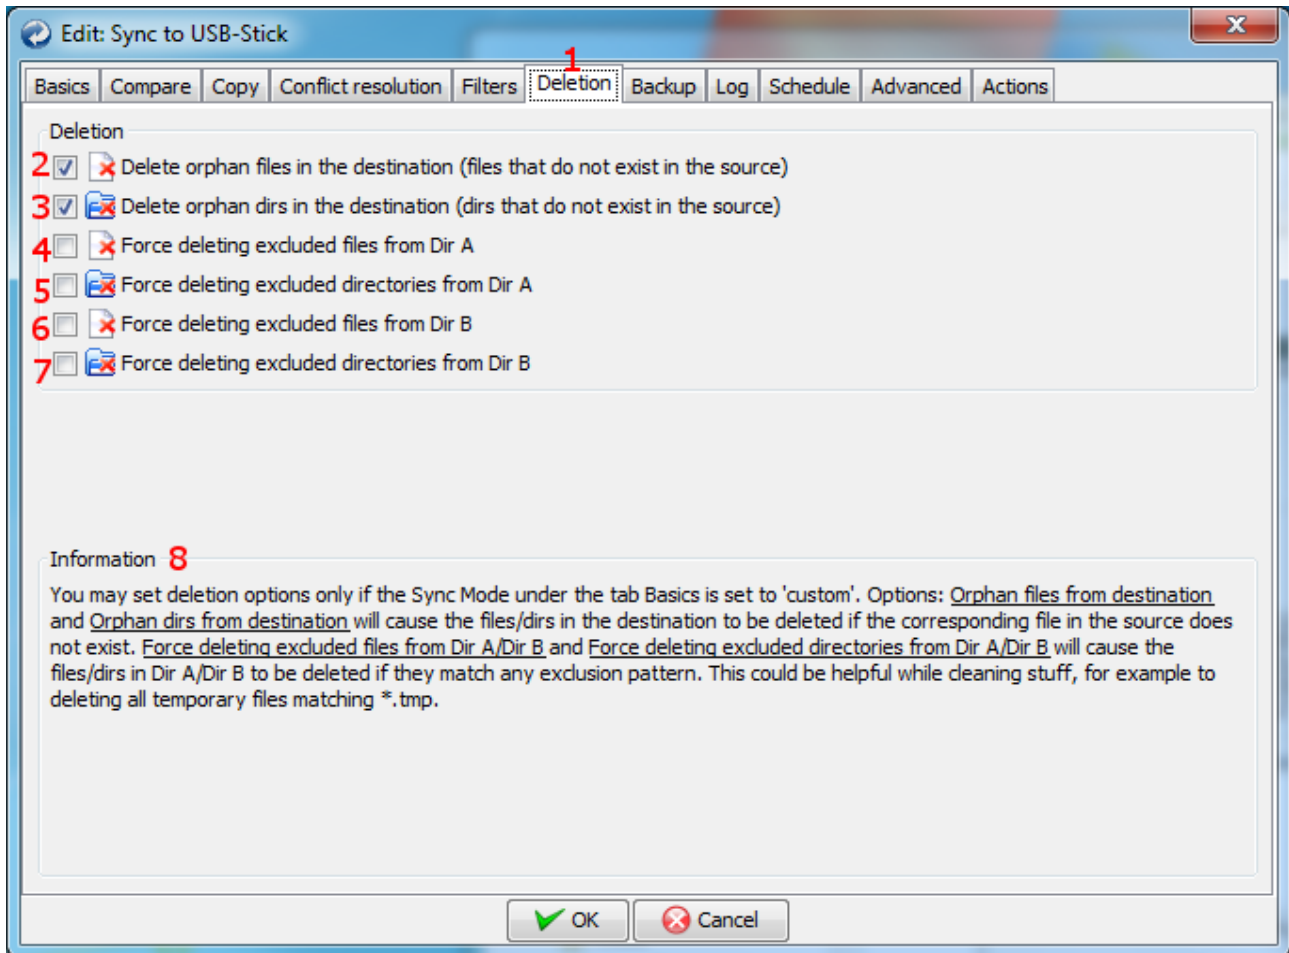 Edit: Sync to USB-Stick
1
Basics Compare Copy Conflict resolution Filters Deletion Backup Log Schedule Advanced Actions
Deletion
2 Delete orphan files in the destination (files that do not exist in the source)
3 Delete orphan dirs in the destination (dirs that do not exist in the source)
4 Force deleting excluded files from Dir A
5 Force deleting excluded directories from Dir A
6 Force deleting excluded files from Dir B
7 Force deleting excluded directories from Dir B
Information 8
You may set deletion options only if the Sync Mode under the tab Basics is set to 'custom'. Options: Orphan files from destination
and Orphan dirs from destination will cause the files/dirs in the destination to be deleted if the corresponding file in the source does
not exist. Force deleting excluded files from Dir A/Dir B and Force deleting excluded directories from Dir A/Dir B will cause the
files/dirs in Dir A/Dir B to be deleted if they match any exclusion pattern. This could be helpful while cleaning stuff, for example to
deleting all temporary files matching *.tmp.
OK Cancel